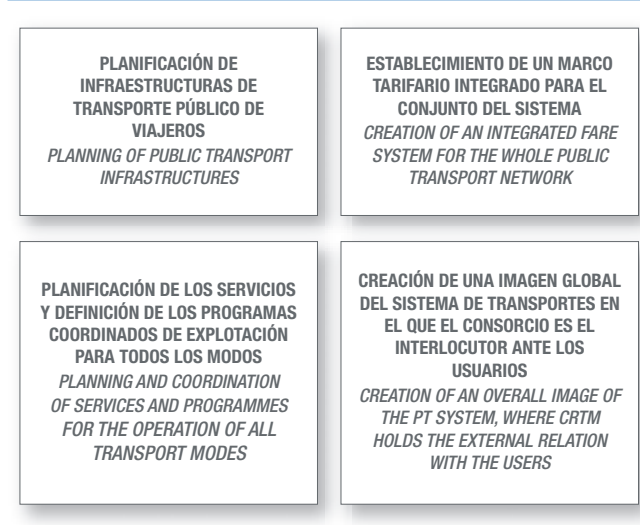 PLANIFICACIÓN DE
INFRAESTRUCTURAS DE
TRANSPORTE PÚBLICO DE
VIAJEROS
PLANNING OF PUBLIC TRANSPORT
INFRASTRUCTURES
ESTABLECIMIENTO DE UN MARCO
TARIFARIO INTEGRADO PARA EL
CONJUNTO DEL SISTEMA
CREATION OF AN INTEGRATED FARE
SYSTEM FOR THE WHOLE PUBLIC
TRANSPORT NETWORK
PLANIFICACIÓN DE LOS SERVICIOS
Y DEFINICIÓN DE LOS PROGRAMAS
COORDINADOS DE EXPLOTACIÓN
PARA TODOS LOS MODOS
PLANNING AND COORDINATION
OF SERVICES AND PROGRAMMES
FOR THE OPERATION OF ALL
TRANSPORT MODES
CREACIÓN DE UNA IMAGEN GLOBAL
DEL SISTEMA DE TRANSPORTES EN
EL QUE EL CONSORCIO ES EL
INTERLOCUTOR ANTE LOS
USUARIOS
CREATION OF AN OVERALL IMAGE OF
THE PT SYSTEM, WHERE CRTM
HOLDS THE EXTERNAL RELATION
WITH THE USERS